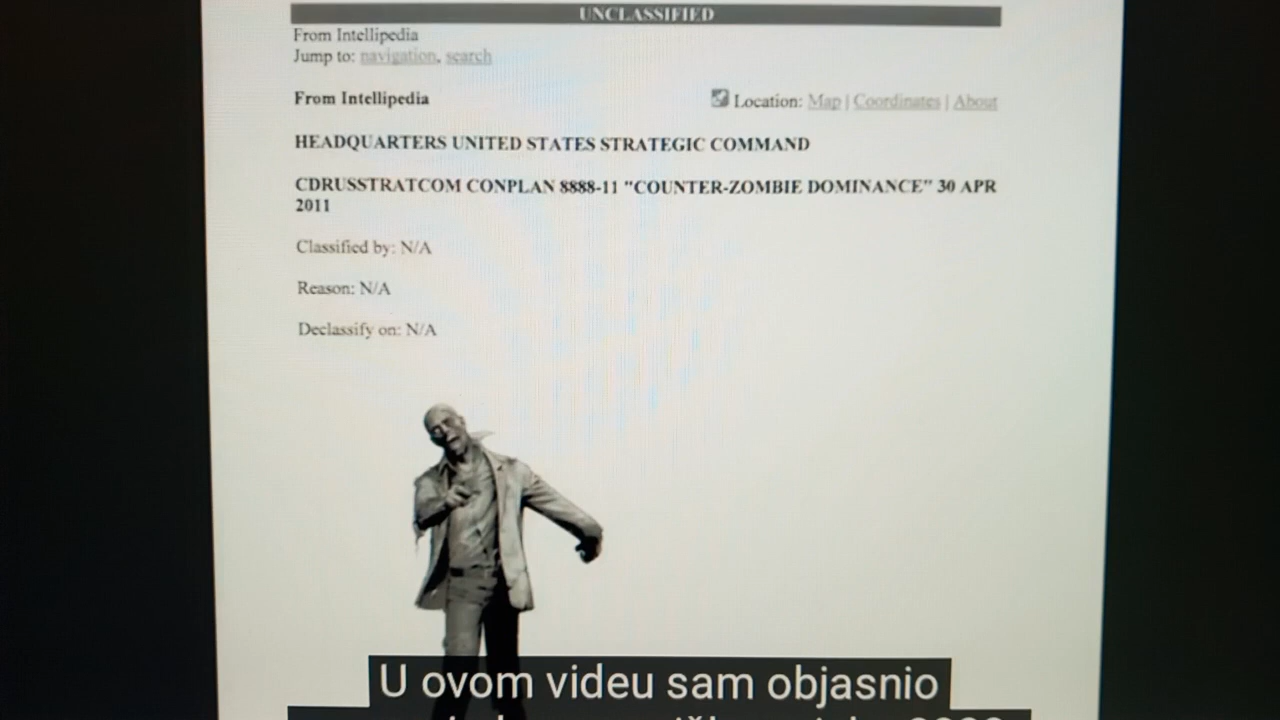 UNCLASSIFIED
From Intellipedia
Jump to: navigation, search
From Intellipedia
Location: Map | Coordinates | About
HEADQUARTERS UNITED STATES STRATEGIC COMMAND
CDRUSSTRATCOM CONPLAN 8888-11 "COUNTER-ZOMBIE DOMINANCE" 30 APR
2011
Classified by: N/A
Reason: N/A
Declassify on: N/A
U ovom videu sam objasnio